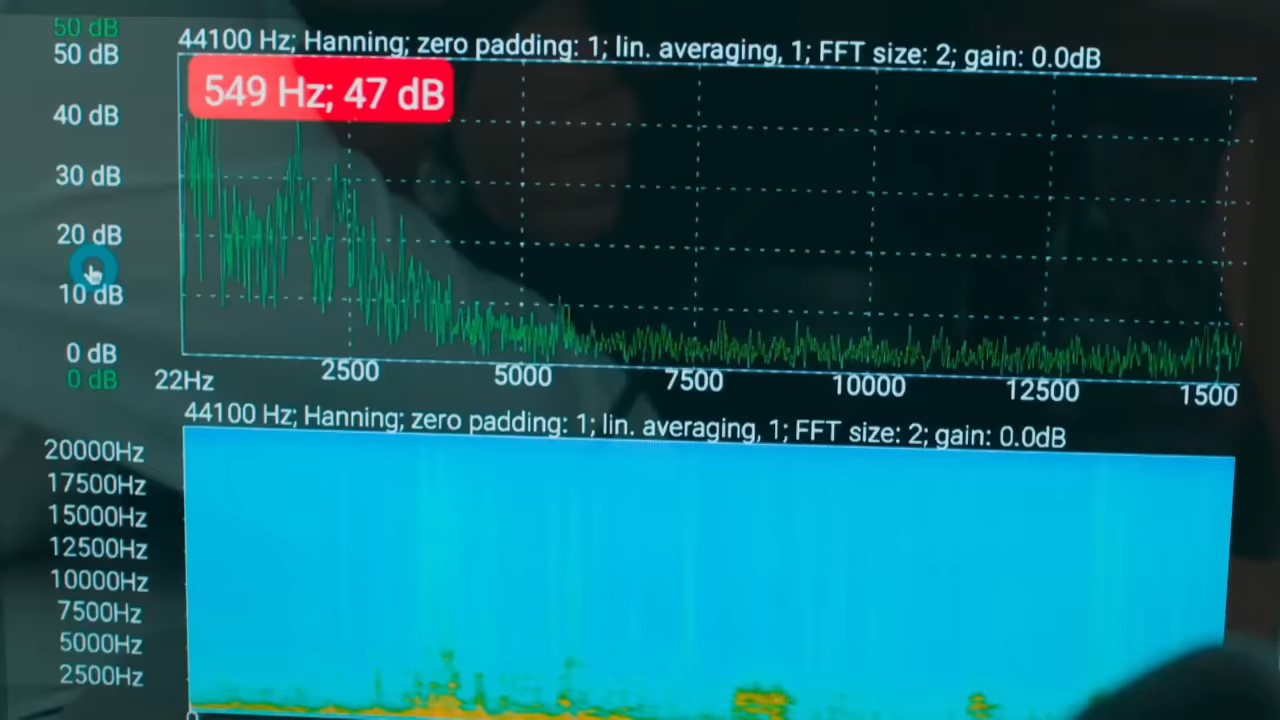 50 dB
50 dB
44100 Hz; Hanning; zero padding: 1; lin. averaging, 1; FFT size: 2; gain: 0.0dB
549 Hz; 47 dB
40 dB
30 dB
20 dB
10 dB
0 dB
0 dB
22Hz 2500 5000 7500 10000 12500 1500
44100 Hz; Hanning; zero padding: 1; lin. averaging, 1; FFT size: 2; gain: 0.0dB
20000Hz
17500Hz
15000Hz
12500Hz
10000Hz
7500Hz
5000Hz
2500Hz